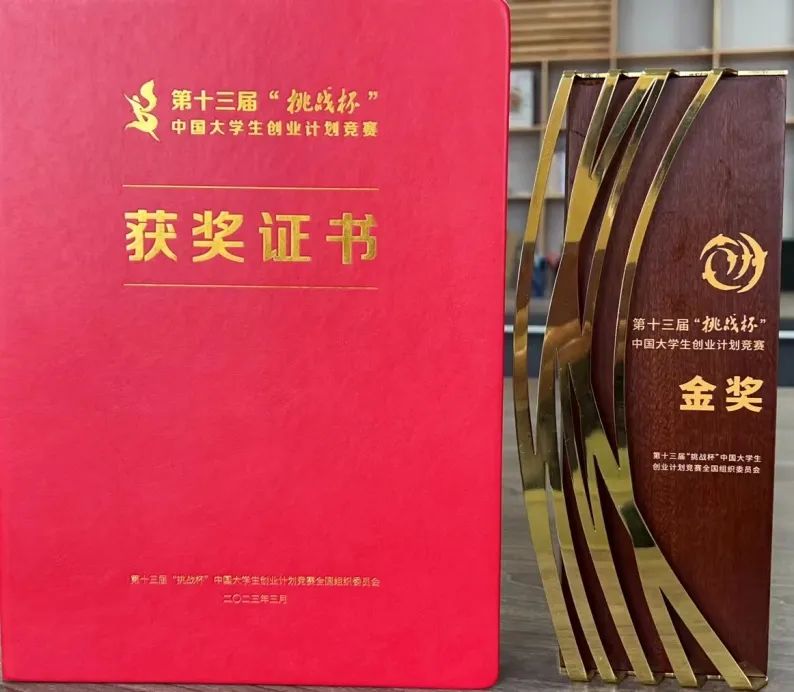 第十三届“挑战杯”
中国大学生创业计划竞赛
获奖证书
第十三届“挑战杯”中国大学生创业计划竞赛全国组织委员会
二〇二三年三月
第十三届“挑战杯”
中国大学生创业计划竞赛
金奖
第十三届“挑战杯”中国大学生
创业计划竞赛全国组织委员会